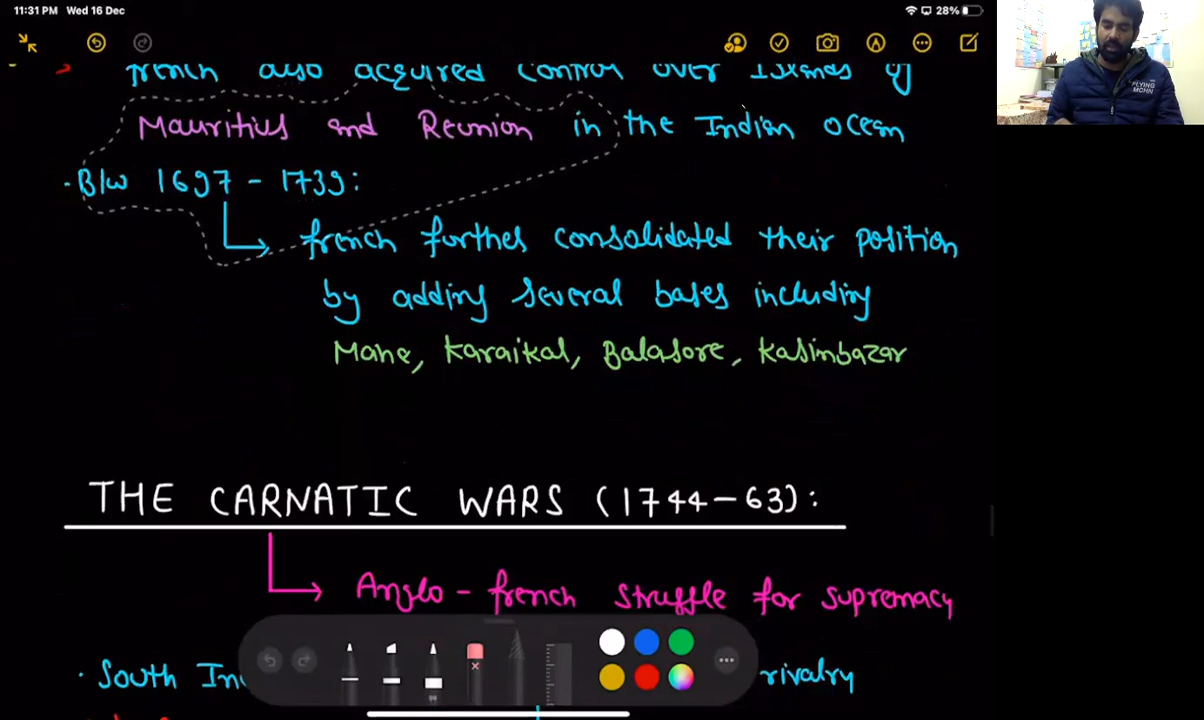 11:31 PM Wed 16 Dec 28%
french also acquired control over Islands of
Mauritius and Reunion in the Indian ocean
• B/w 1697 - 1739:
french further consolidated their position
by adding several bases including
Mahe, Karaikal, Balasore, Kasimbazar
THE CARNATIC WARS (1744-63):
Anglo - french struggle for supremacy
• South In
rivalry
FLYING